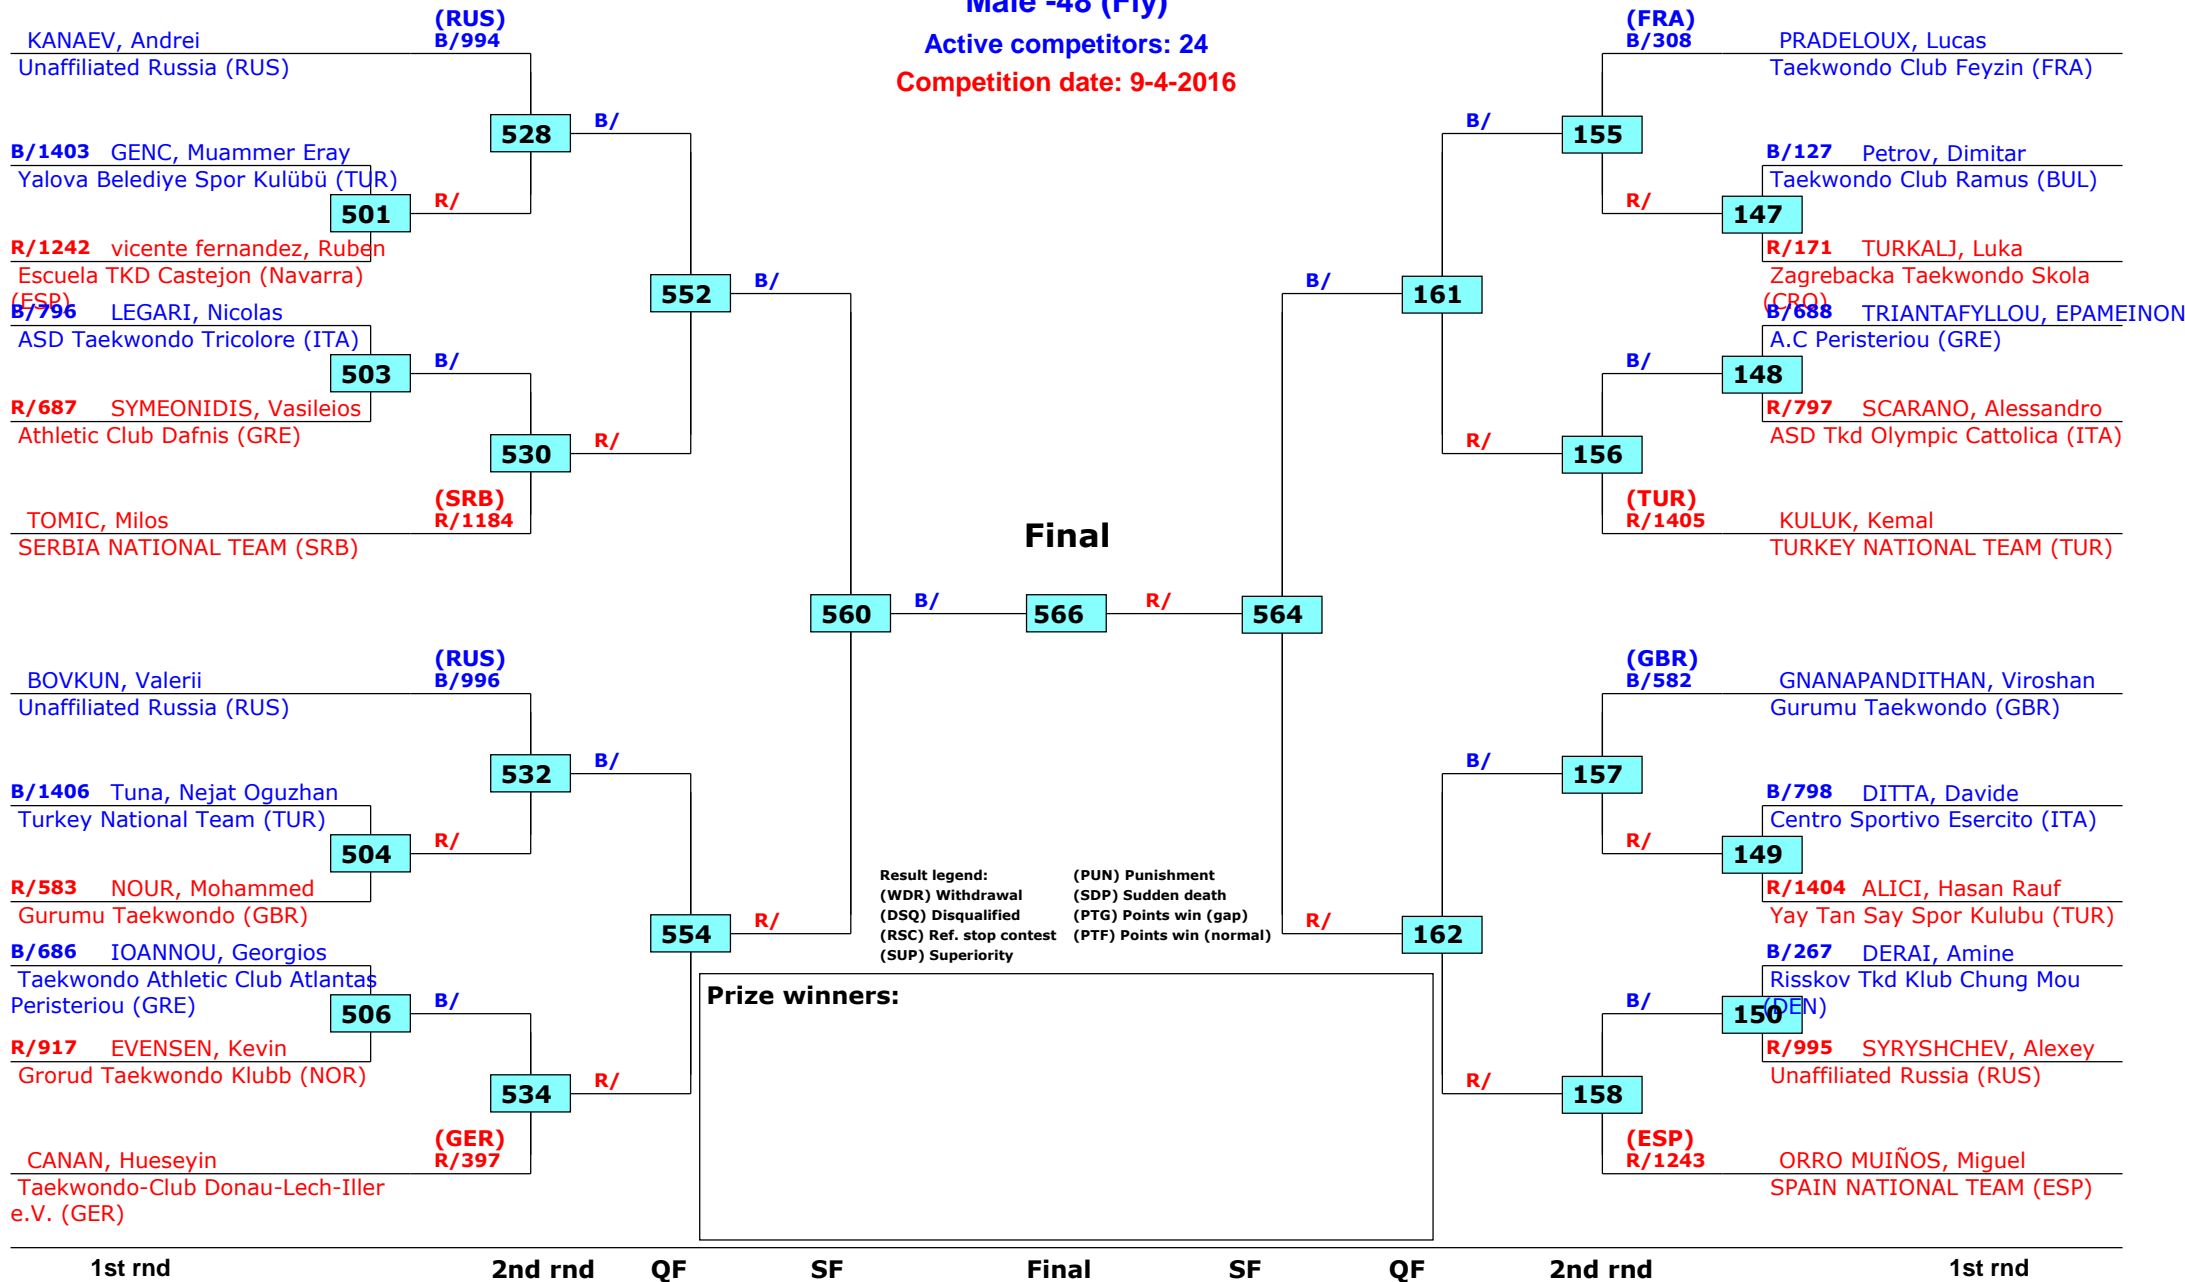 Male -48 (Fly)
Active competitors: 24
Competition date: 9-4-2016
(RUS)
KANAEV, Andrei B/994
Unaffiliated Russia (RUS)
528
B/
B/1403 GENC, Muammer Eray
Yalova Belediye Spor Kulübü (TUR)
501
R/
R/1242 vicente fernandez, Ruben
Escuela TKD Castejon (Navarra)
(ESP)
552
B/
B/796 LEGARI, Nicolas
ASD Taekwondo Tricolore (ITA)
503
B/
R/687 SYMEONIDIS, Vasileios
Athletic Club Dafnis (GRE)
530
R/
(SRB)
TOMIC, Milos R/1184
SERBIA NATIONAL TEAM (SRB)
560
B/
(RUS)
BOVKUN, Valerii B/996
Unaffiliated Russia (RUS)
532
B/
B/1406 Tuna, Nejat Oguzhan
Turkey National Team (TUR)
504
R/
R/583 NOUR, Mohammed
Gurumu Taekwondo (GBR)
554
R/
B/686 IOANNOU, Georgios
Taekwondo Athletic Club Atlantas
Peristeriou (GRE)
506
B/
R/917 EVENSEN, Kevin
Grorud Taekwondo Klubb (NOR)
534
R/
(GER)
CANAN, Hueseyin R/397
Taekwondo-Club Donau-Lech-Iller
e.V. (GER)
Final
566
(FRA)
B/308 PRADELOUX, Lucas
Taekwondo Club Feyzin (FRA)
B/
155
B/127 Petrov, Dimitar
Taekwondo Club Ramus (BUL)
R/
147
R/171 TURKALJ, Luka
Zagrebacka Taekwondo Skola
(CRO)
B/
161
B/688 TRIANTAFYLLOU, EPAMEINON
A.C Peristeriou (GRE)
B/
148
R/797 SCARANO, Alessandro
ASD Tkd Olympic Cattolica (ITA)
R/
156
(TUR)
R/1405 KULUK, Kemal
TURKEY NATIONAL TEAM (TUR)
R/
564
(GBR)
B/582 GNANAPANDITHAN, Viroshan
Gurumu Taekwondo (GBR)
B/
157
B/798 DITTA, Davide
Centro Sportivo Esercito (ITA)
R/
149
R/1404 ALICI, Hasan Rauf
Yay Tan Say Spor Kulubu (TUR)
R/
162
B/267 DERAI, Amine
Risskov Tkd Klub Chung Mou
(DEN)
B/
150
R/995 SYRYSHCHEV, Alexey
Unaffiliated Russia (RUS)
R/
158
(ESP)
R/1243 ORRO MUIÑOS, Miguel
SPAIN NATIONAL TEAM (ESP)
Result legend: (PUN) Punishment
(WDR) Withdrawal (SDP) Sudden death
(DSQ) Disqualified (PTG) Points win (gap)
(RSC) Ref. stop contest (PTF) Points win (normal)
(SUP) Superiority
Prize winners:
1st rnd 2nd rnd QF SF Final SF QF 2nd rnd 1st rnd